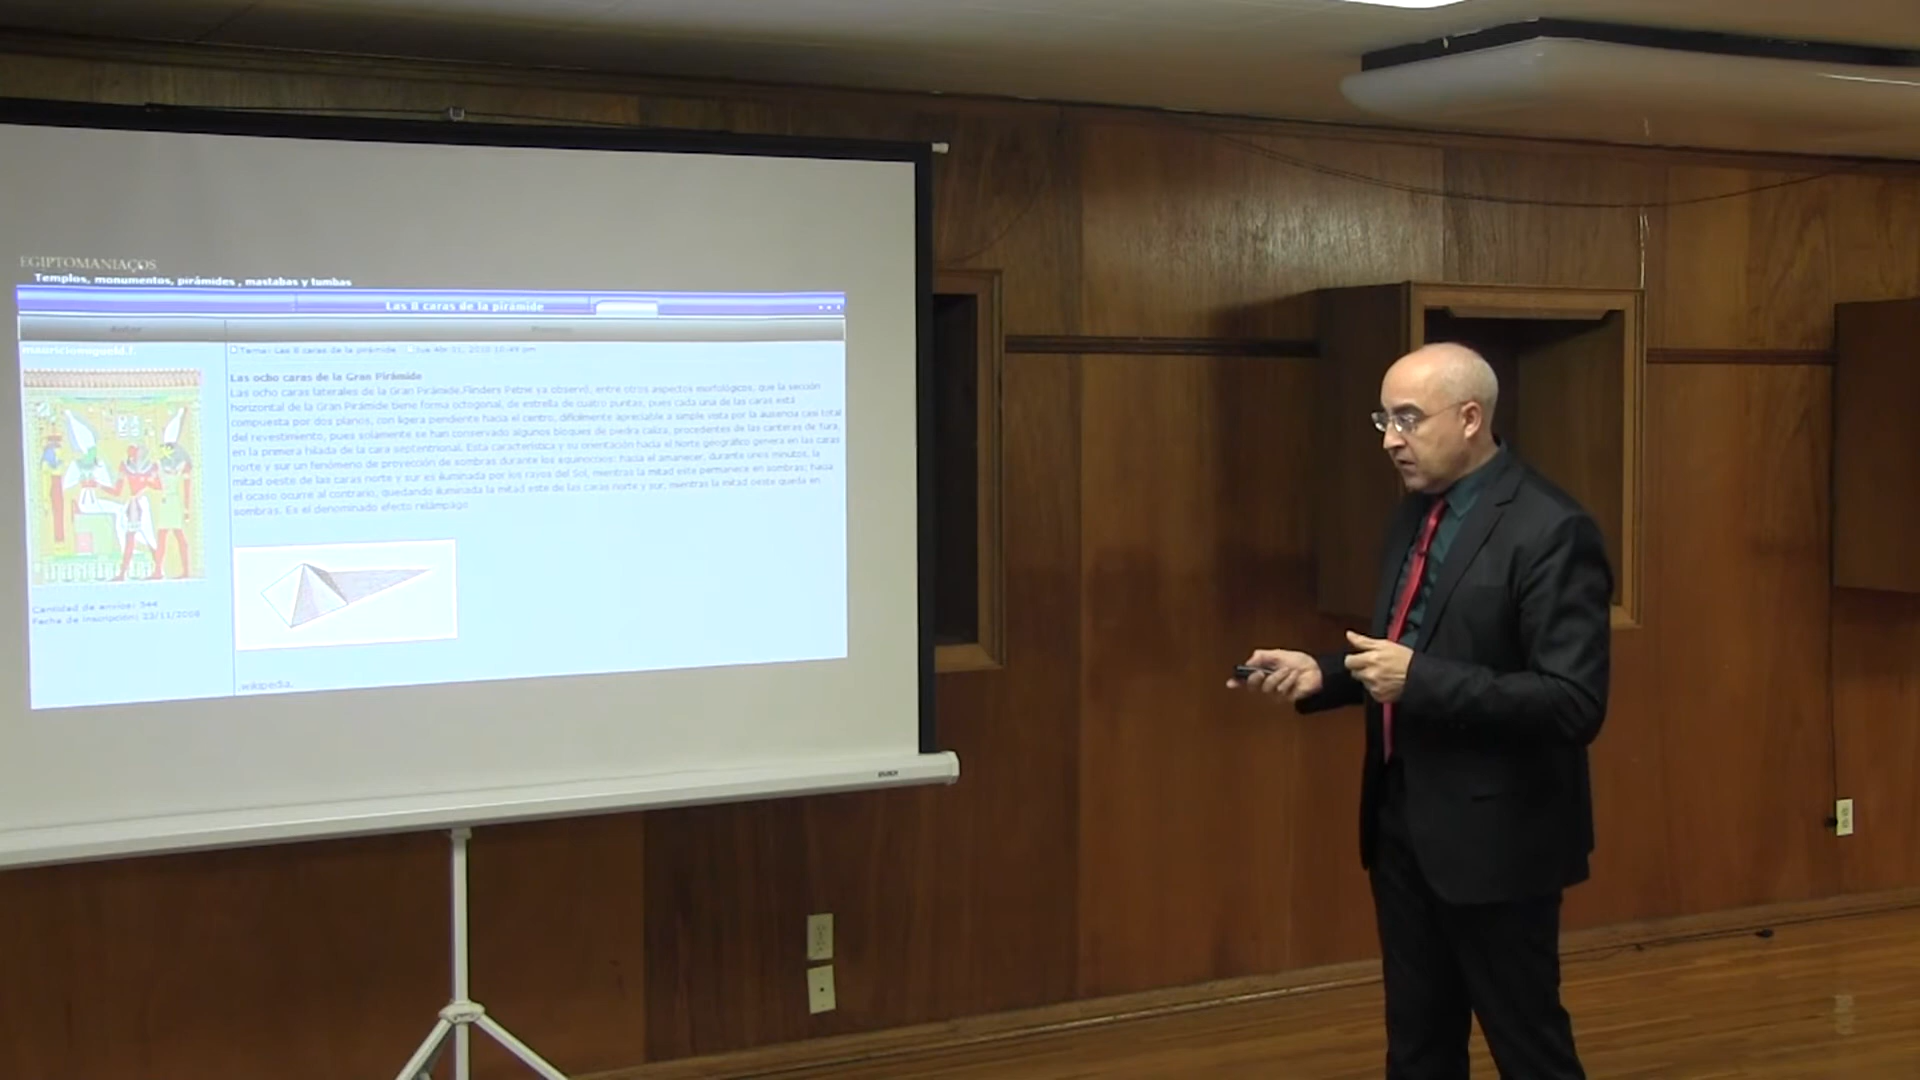 EGIPTOMANIACOS
Templos, monumentos, pirámides , mastabas y tumbas
Las 8 caras de la pirámide
Autor
Tema: Las 8 caras de la pirámide
Las ocho caras de la Gran Pirámide
Las ocho caras laterales de la Gran Pirámide.Flinders Petrie ya observó, entre otros aspectos morfológicos, que la sección
horizontal de la Gran Pirámide tiene forma octogonal, de estrella de cuatro puntas, pues cada una de las caras está
compuesta por dos planos, con ligera pendiente hacia el centro, difícilmente apreciable a simple vista por la ausencia casi total
del revestimiento, pues solamente se han conservado algunos bloques de piedra caliza, procedentes de las canteras de Tura,
en la primera hilada de la cara septentrional. Esta característica y su orientación hacia el Norte geográfico genera en las caras
norte y sur un fenómeno de proyección de sombras durante los equinoccios: hacia el amanecer, durante unos minutos, la
mitad oeste de las caras norte y sur es iluminada por los rayos del Sol, mientras la mitad este permanece en sombras; hacia
el ocaso ocurre al contrario, quedando iluminada la mitad este de las caras norte y sur, mientras la mitad oeste queda en
sombras. Es el denominado efecto relámpago
Cantidad de envíos: 544
Fecha de inscripción: 23/11/2008
.wikipedia.